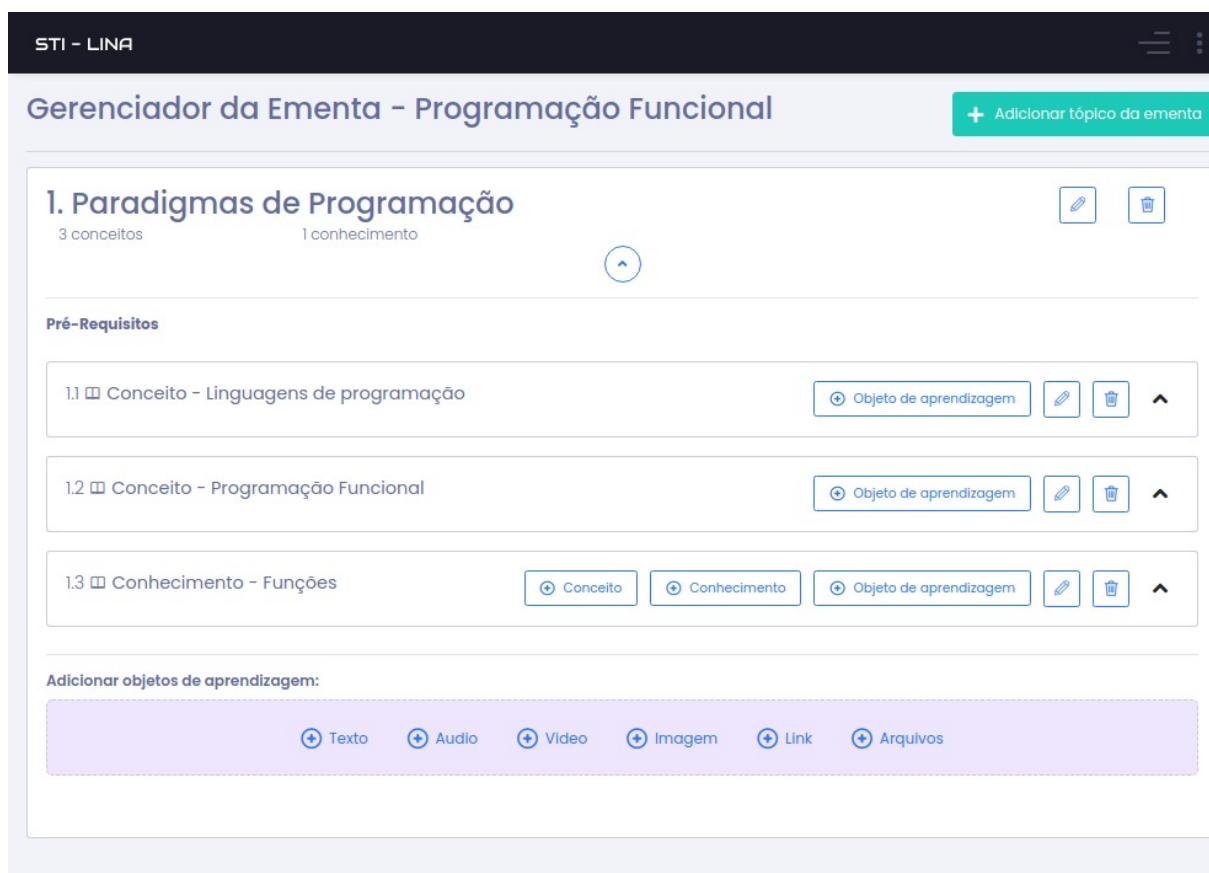 STI - LINA
Gerenciador da Ementa - Programação Funcional
Adicionar tópico da ementa
1. Paradigmas de Programação
3 conceitos 1 conhecimento
Pré-Requisitos
1.1 Conceito - Linguagens de programação Objeto de aprendizagem
1.2 Conceito - Programação Funcional Objeto de aprendizagem
1.3 Conhecimento - Funções Conceito Conhecimento Objeto de aprendizagem
Adicionar objetos de aprendizagem:
Texto Audio Video Imagem Link Arquivos